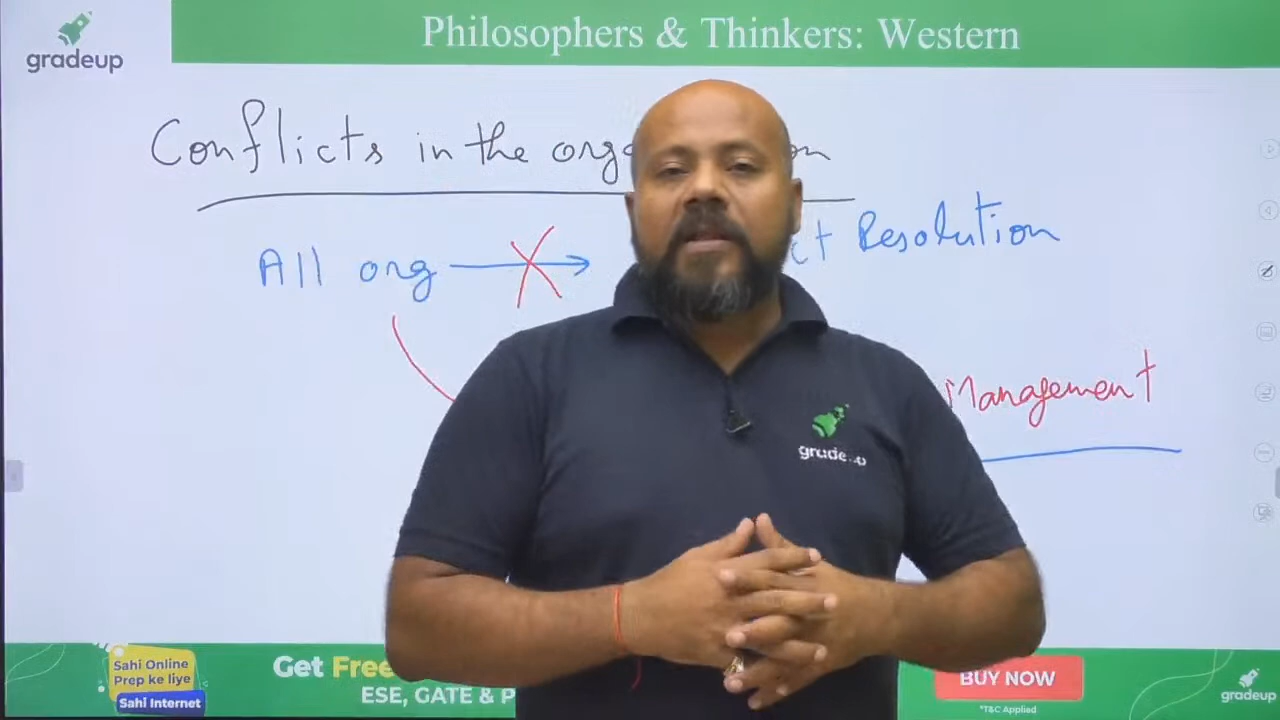 gradeup
Philosophers & Thinkers: Western
Conflicts in the
All org
Resolution
Management
gradeup
Sahi Online
Prep ke liye
Sahi Internet
Get Free
ESE, GATE & P
BUY NOW
*T&C Applied
gradeup